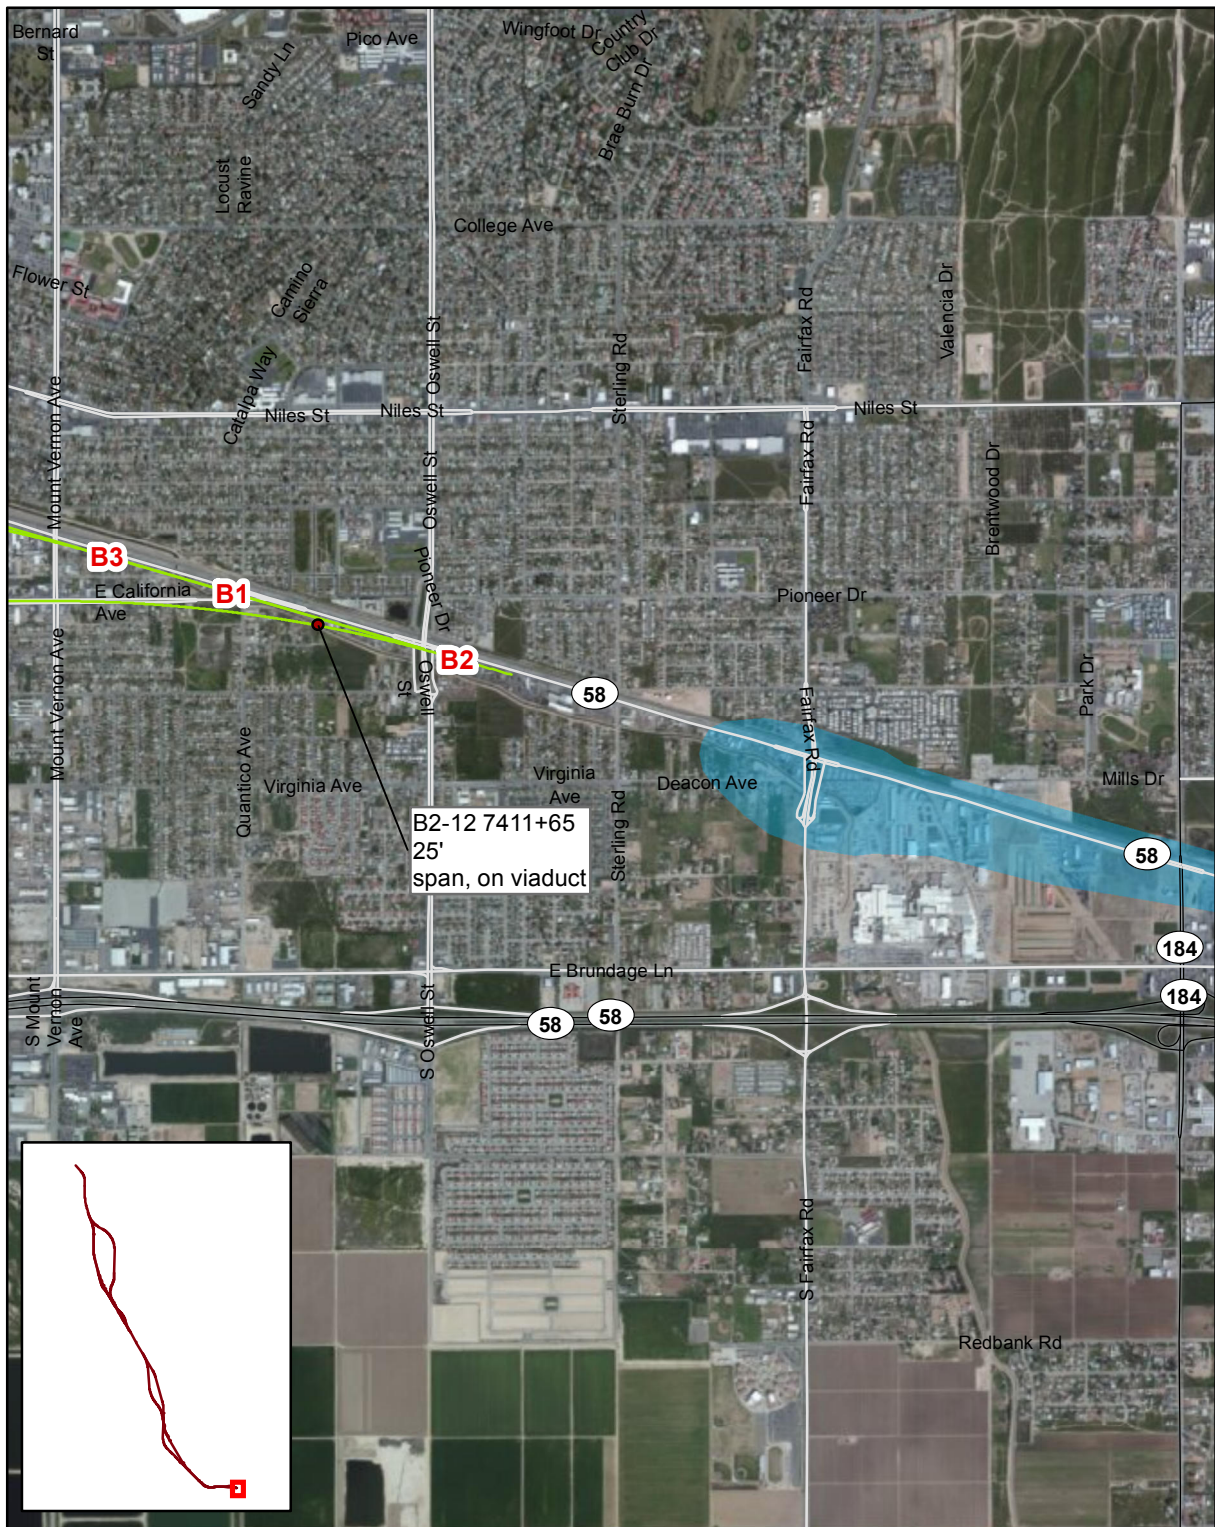 Bernard
St
Pico Ave
Wingfoot Dr
Country
Club Dr
Sandy Ln
Brae Burn Dr
Locust
Ravine
College Ave
Flower St
Camino
Sierra
Valencia Dr
Fairfax Rd
Oswell St
Sterling Rd
Catalpa Way
Mount Vernon Ave
Niles St
Niles St
Niles St
Fairfax Rd
Oswell St
Brentwood Dr
B3
B1
E California
Ave
Pioneer Dr
Pioneer Dr
B2
Oswell
St
58
Mount Vernon Ave
Park Dr
Fairfax Rd
Quantico Ave
Virginia Ave
Virginia
Ave
Deacon Ave
Mills Dr
Sterling Rd
B2-12 7411+65
25'
span, on viaduct
58
184
E Brundage Ln
184
S Mount
Vernon
Ave
S Oswell St
58
58
S Fairfax Rd
Redbank Rd